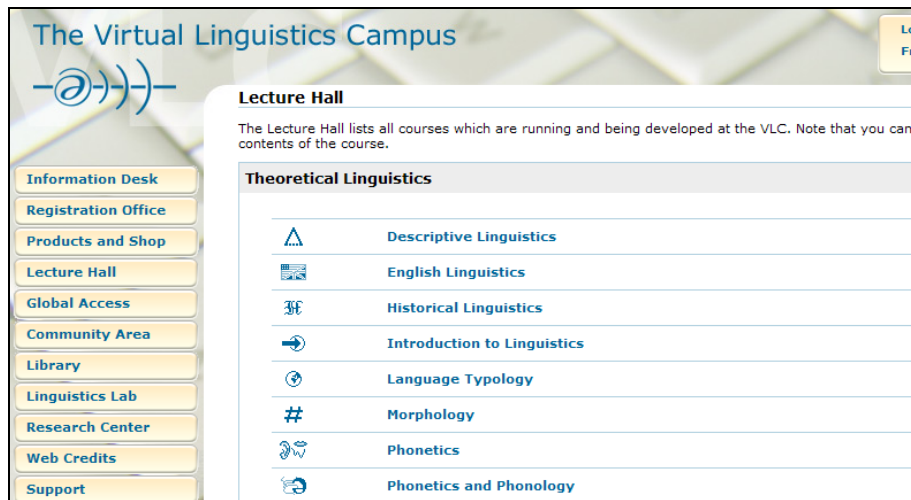 The Virtual Linguistics Campus
Lecture Hall
The Lecture Hall lists all courses which are running and being developed at the VLC. Note that you can
contents of the course.
Information Desk
Registration Office
Products and Shop
Lecture Hall
Global Access
Community Area
Library
Linguistics Lab
Research Center
Web Credits
Support
Theoretical Linguistics
Descriptive Linguistics
English Linguistics
Historical Linguistics
Introduction to Linguistics
Language Typology
# Morphology
Phonetics
Phonetics and Phonology